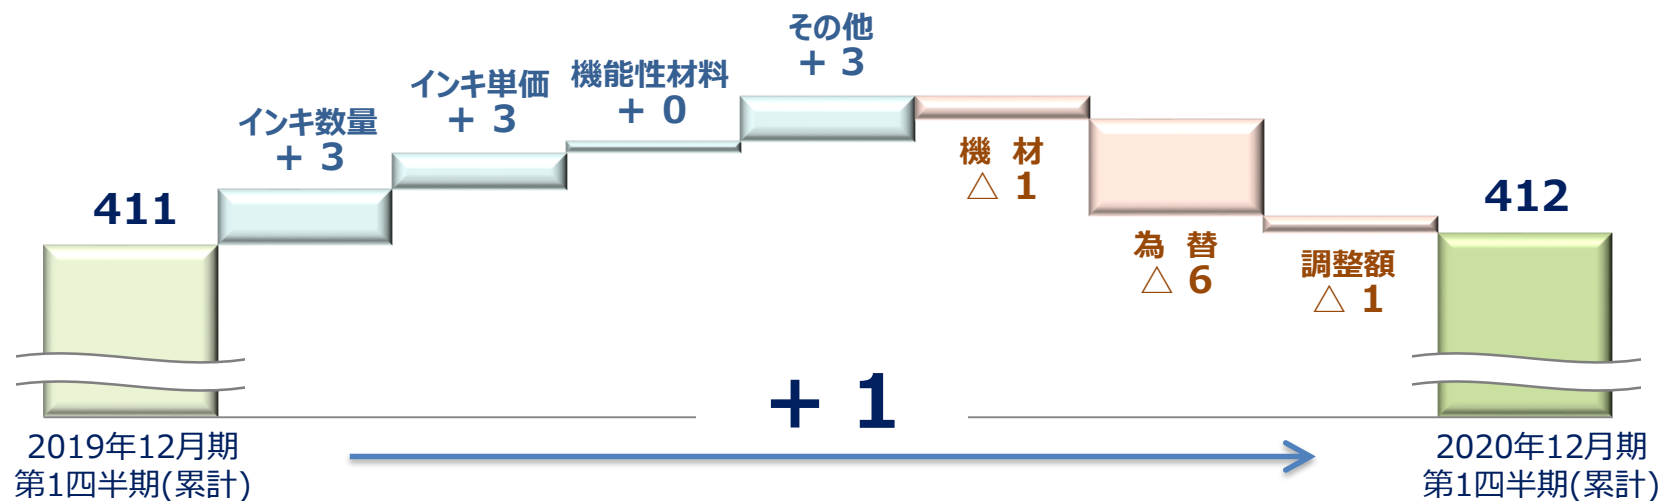 411
インキ数量
+ 3
インキ単価
+ 3
機能性材料
+ 0
その他
+ 3
機 材
△ 1
為 替
△ 6
調整額
△ 1
412
+ 1
2019年12月期
第1四半期(累計)
2020年12月期
第1四半期(累計)